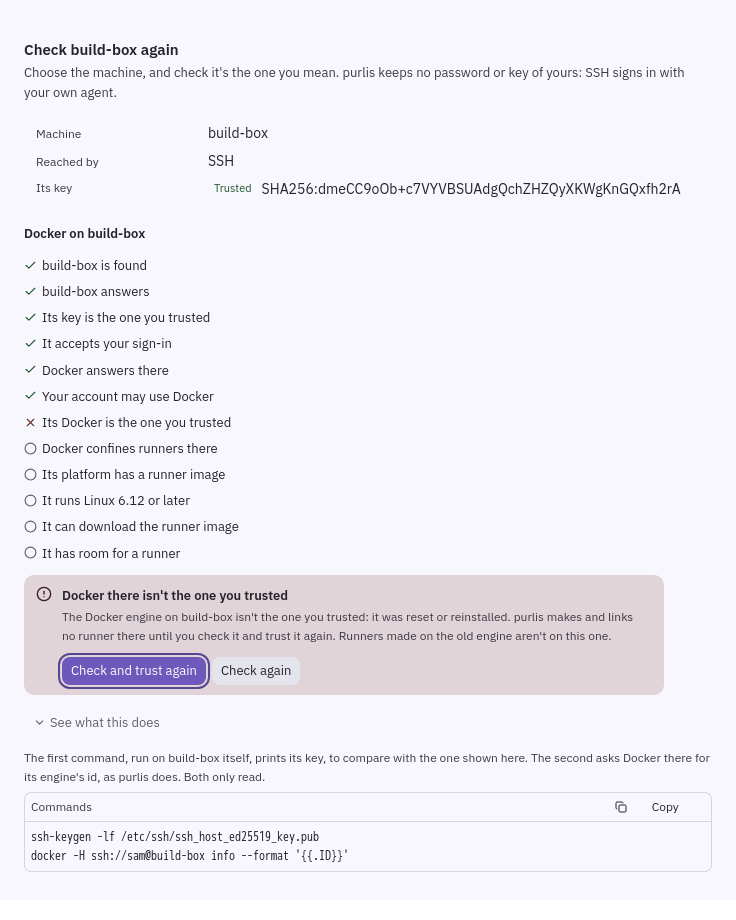 Check build-box again
Choose the machine, and check it's the one you mean. purlis keeps no password or key of yours: SSH signs in with
your own agent.
Machine build-box
Reached by SSH
Its key Trusted SHA256:dmeCC9oOb+c7VYVBSUAdgQchZHZQyXKWgKnGQxfh2rA
Docker on build-box
build-box is found
build-box answers
Its key is the one you trusted
It accepts your sign-in
Docker answers there
Your account may use Docker
Its Docker is the one you trusted
Docker confines runners there
Its platform has a runner image
It runs Linux 6.12 or later
It can download the runner image
It has room for a runner
Docker there isn't the one you trusted
The Docker engine on build-box isn't the one you trusted: it was reset or reinstalled. purlis makes and links
no runner there until you check it and trust it again. Runners made on the old engine aren't on this one.
Check and trust again Check again
See what this does
The first command, run on build-box itself, prints its key, to compare with the one shown here. The second asks Docker there for
its engine's id, as purlis does. Both only read.
Commands Copy
ssh-keygen -lf /etc/ssh/ssh_host_ed25519_key.pub
docker -H ssh://sam@build-box info --format '{{.ID}}'